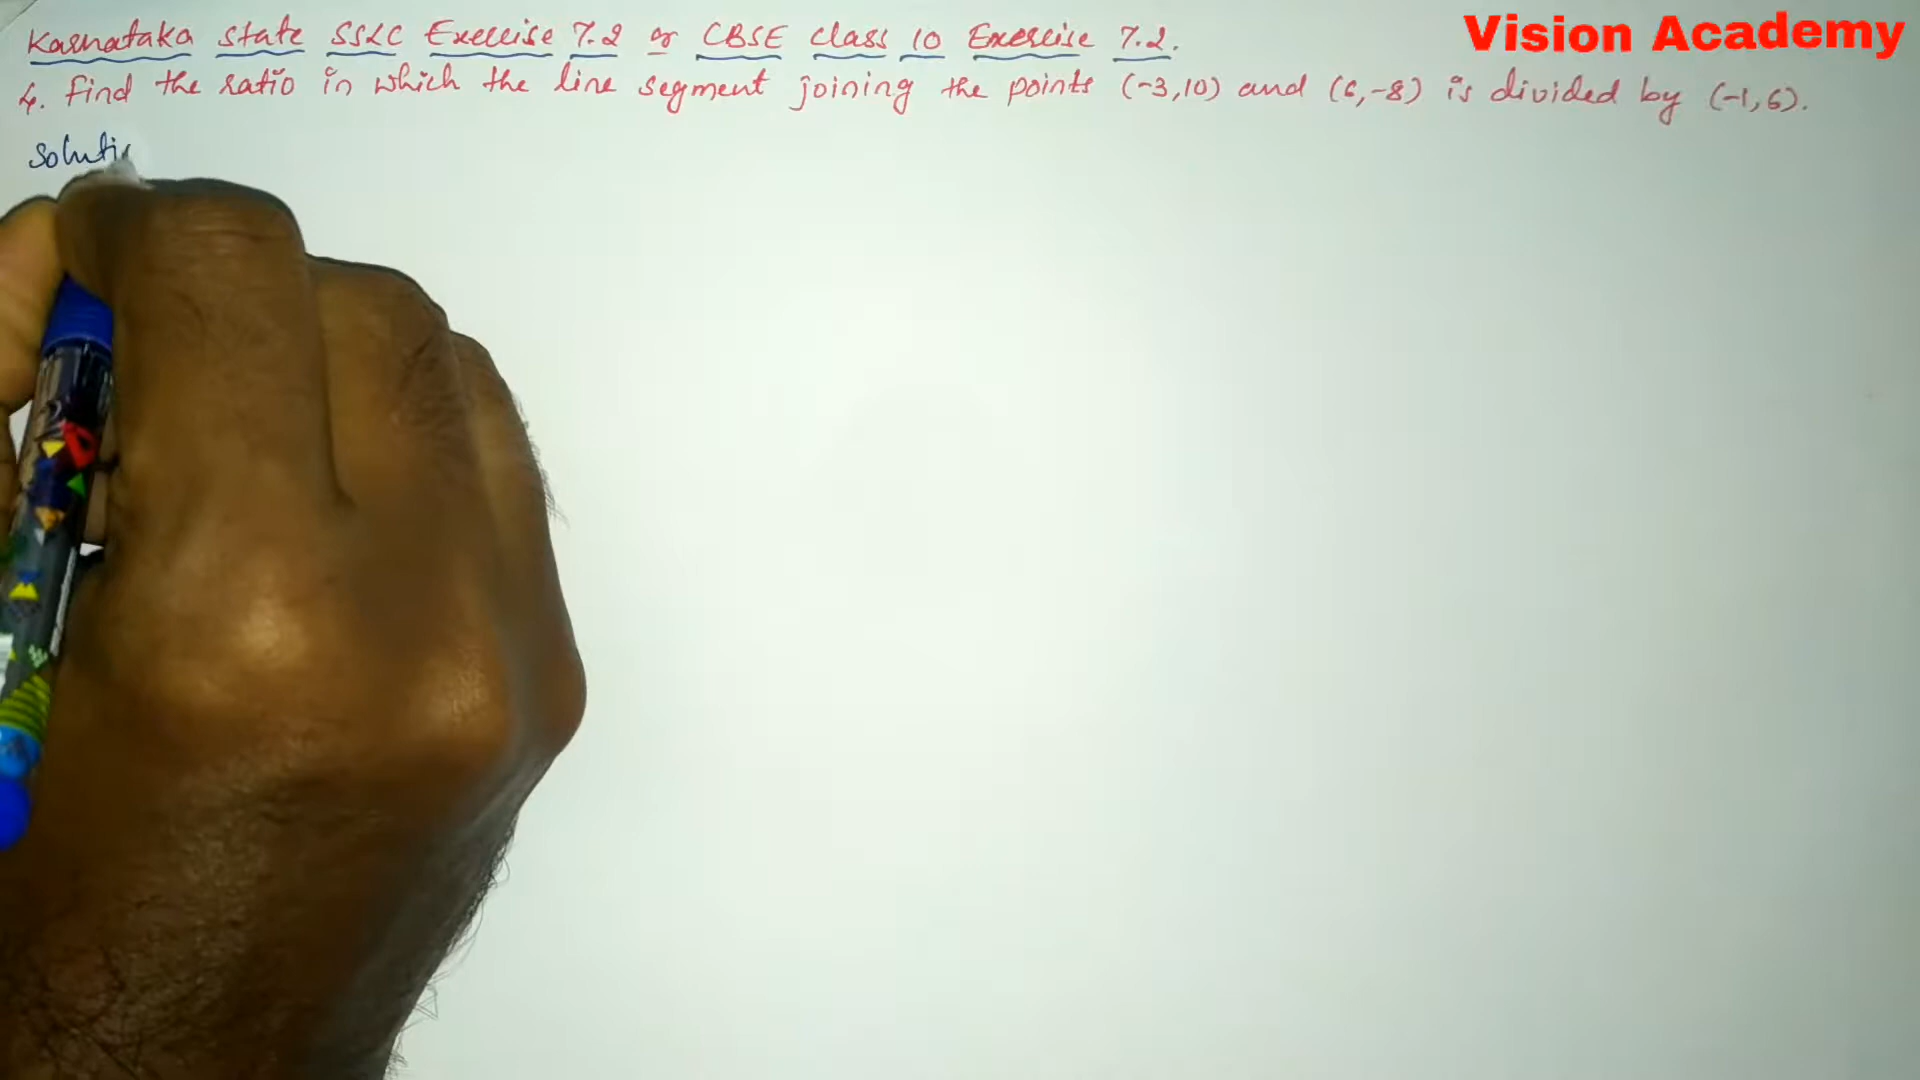 Karnataka state SSLC Exercise 7.2 or CBSE class 10 Exercise 7.2.
Vision Academy
4. Find the ratio in which the line segment joining the points (-3,10) and (6,-8) is divided by (-1,6).
Soluti